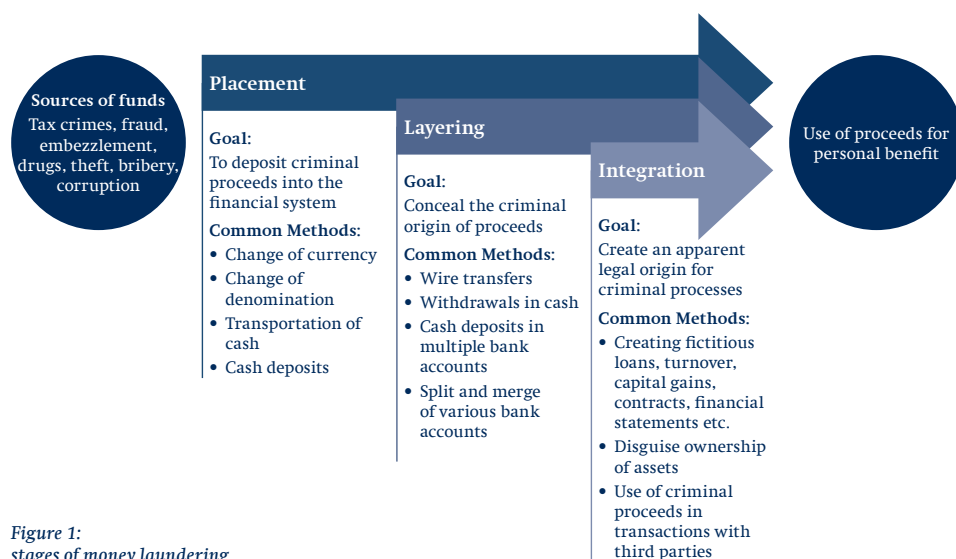 Sources of funds
Tax crimes, fraud,
embezzlement,
drugs, theft, bribery,
corruption
Placement
Goal:
To deposit criminal
proceeds into the
financial system
Common Methods:
• Change of currency
• Change of
denomination
• Transportation of
cash
• Cash deposits
Layering
Goal:
Conceal the criminal
origin of proceeds
Common Methods:
• Wire transfers
• Withdrawals in cash
• Cash deposits in
multiple bank
accounts
• Split and merge
of various bank
accounts
Integration
Goal:
Create an apparent
legal origin for
criminal processes
Common Methods:
• Creating fictitious
loans, turnover,
capital gains,
contracts, financial
statements etc.
• Disguise ownership
of assets
• Use of criminal
proceeds in
transactions with
third parties
Use of proceeds for
personal benefit
Figure 1:
stages of money laundering